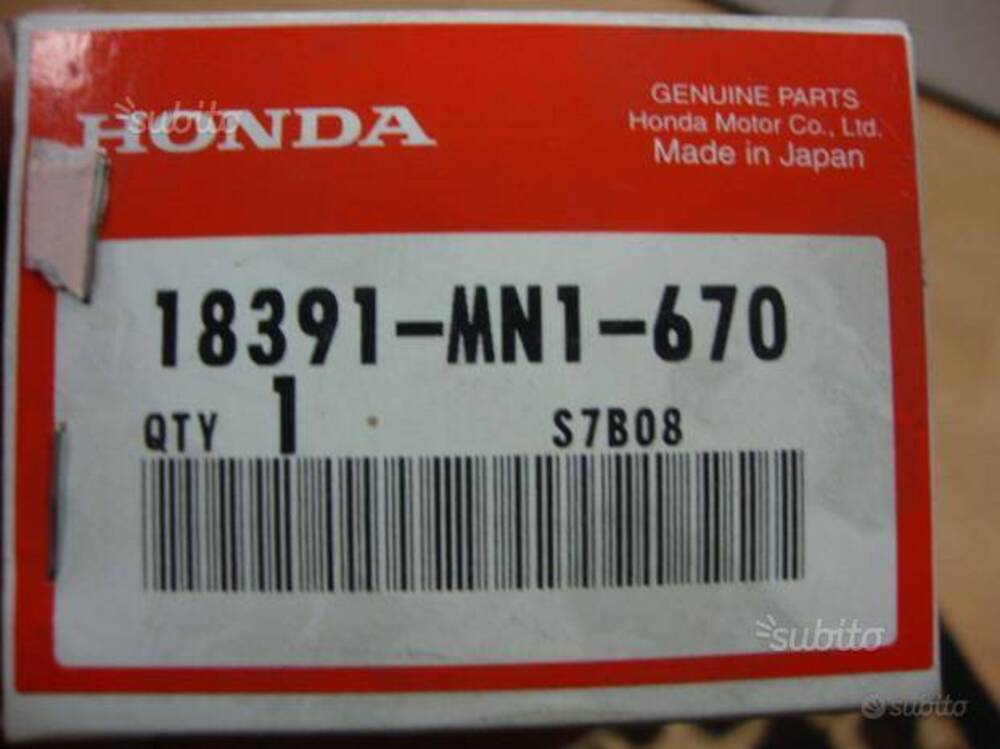 HONDA
subito
GENUINE PARTS
Honda Motor Co., Ltd.
Made in Japan
18391-MN1-670
QTY 1
S7B08
subito
subito